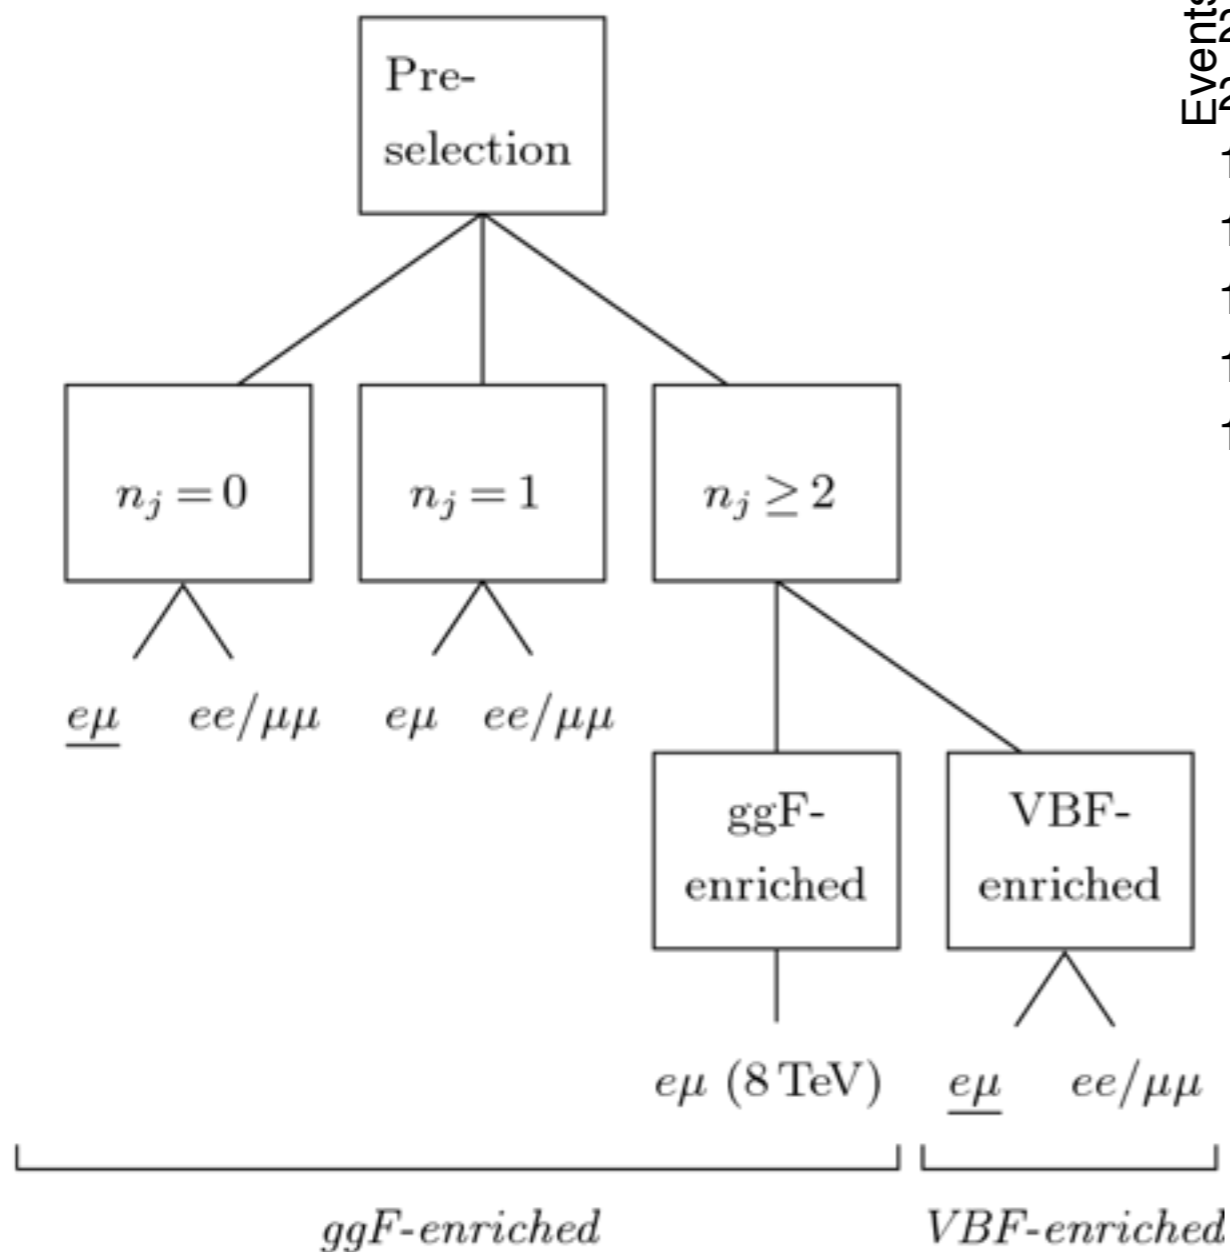 Pre-
selection
Events
n_j = 0
n_j = 1
n_j ≥ 2
eμ ee/μμ eμ ee/μμ
ggF-
enriched
VBF-
enriched
eμ (8 TeV) eμ ee/μμ
ggF-enriched VBF-enriched